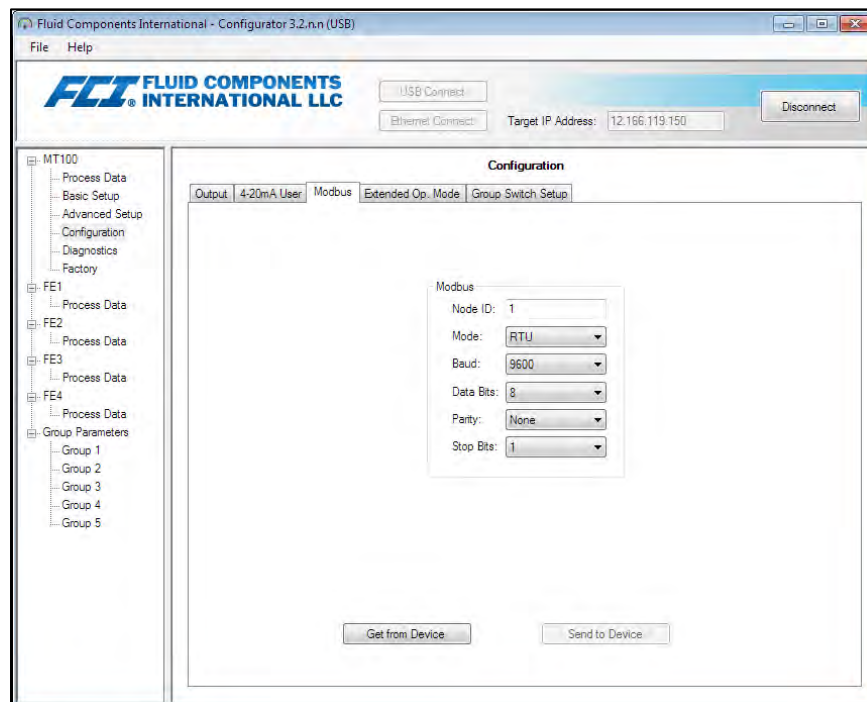 Fluid Components International - Configurator 3.2.n.n (USB)
File Help
FCI ® FLUID COMPONENTS
INTERNATIONAL LLC
USB Connect
Ethernet Connect
Target IP Address: 12.166.119.150
Disconnect
MT100
Process Data
Basic Setup
Advanced Setup
Configuration
Diagnostics
Factory
FE1
Process Data
FE2
Process Data
FE3
Process Data
FE4
Process Data
Group Parameters
Group 1
Group 2
Group 3
Group 4
Group 5
Configuration
Output 4-20mA User Modbus Extended Op. Mode Group Switch Setup
Modbus
Node ID: 1
Mode: RTU
Baud: 9600
Data Bits: 8
Parity: None
Stop Bits: 1
Get from Device Send to Device